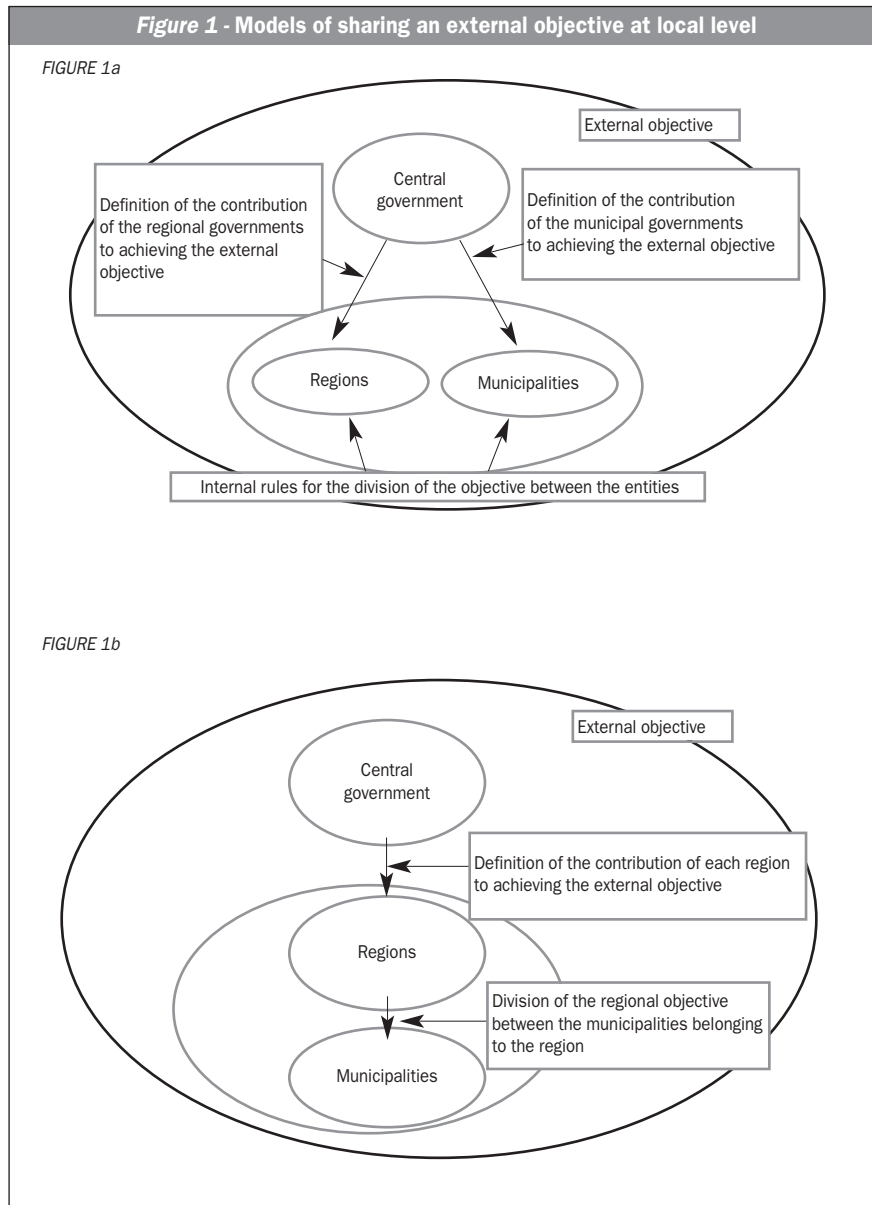 Figure 1 - Models of sharing an external objective at local level
FIGURE 1a
External objective
Central
government
Definition of the contribution
of the regional governments
to achieving the external
objective
Definition of the contribution
of the municipal governments
to achieving the external objective
Regions
Municipalities
Internal rules for the division of the objective between the entities
FIGURE 1b
External objective
Central
government
Definition of the contribution of each region
to achieving the external objective
Regions
Division of the regional objective
between the municipalities belonging
to the region
Municipalities